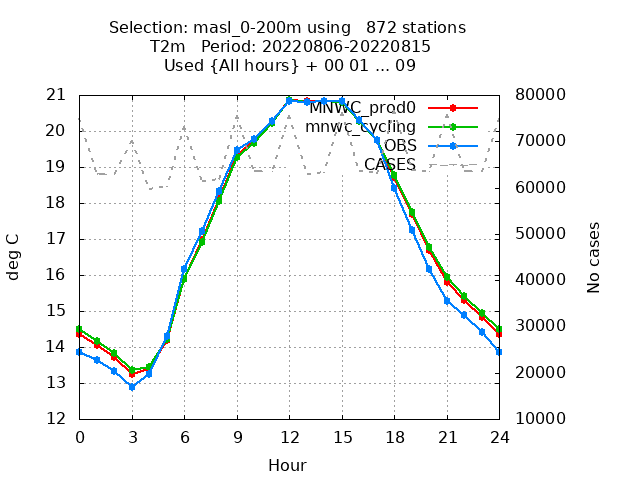 Selection: masl_0-200m using   872 stations
T2m   Period: 20220806-20220815
Used {All hours} + 00 01 ... 09
MNWC_prod0
mnwc_cycling
OBS
CASES
21
20
19
18
17
16
15
14
13
12
80000
70000
60000
50000
40000
30000
20000
10000
deg C
No cases
0 3 6 9 12 15 18 21 24
Hour